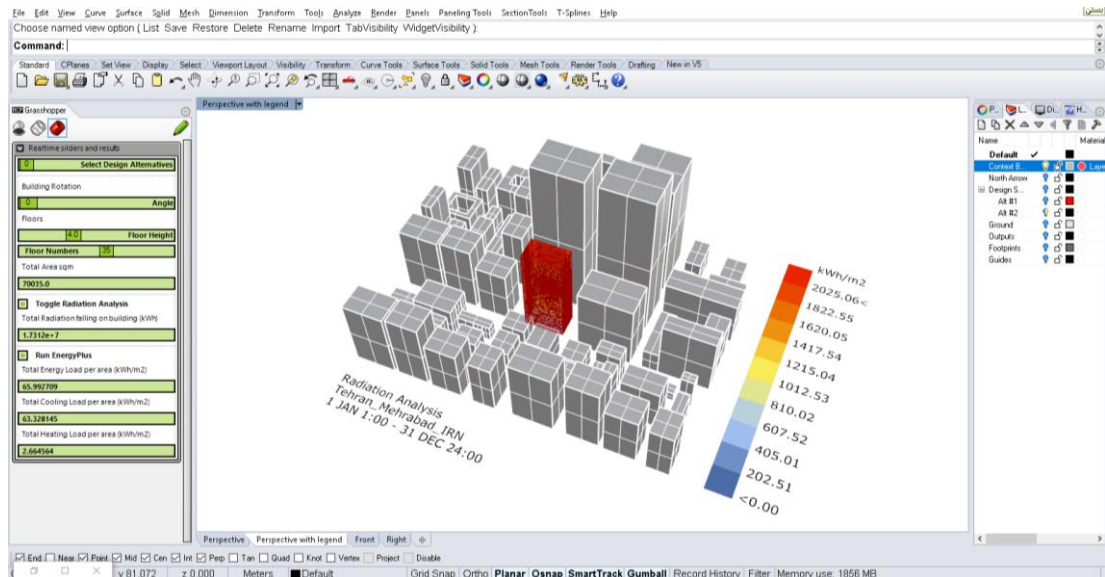 File Edit View Curve Surface Solid Mesh Dimension Transform Tools Analyze Render Panels Paneling Tools SectionTools T-Splines Help
Choose named view option ( List Save Restore Delete Rename Import TabVisibility WidgetVisibility ):
Command:
Standard CPlanes Set View Display Select Viewport Layout Visibility Transform Curve Tools Surface Tools Solid Tools Mesh Tools Render Tools Drafting New in V5
Grasshopper
Realtime silders and results
0 Select Design Alternatives
Building Rotation
0 Angle
Floors
4.0 Floor Height
Floor Numbers 35
Total Area sqm
70035.0
Toggle Radiation Analysis
Total Radiation falling on building (kWh)
1.7312e+7
Run EnergyPlus
Total Energy Load per area (kWh/m2)
65.992709
Total Cooling Load per area (kWh/m2)
63.328145
Total Heating Load per area (kWh/m2)
2.664564
Perspective with legend
kWh/m2
2025.06<
1822.55
1620.05
1417.54
1215.04
1012.53
810.02
607.52
405.01
202.51
<0.00
Radiation Analysis
Tehran_Mehrabad_IRN
1 JAN 1:00 - 31 DEC 24:00
P... L... Di... H...
Name Material
Default
Context B... Laye
North Arrow
Design S...
Alt #1
Alt #2
Ground
Outputs
Footprints
Guides
Perspective Perspective with legend Front Right
End Near Point Mid Cen Int Perp Tan Quad Knot Vertex Project Disable
y 81.072 z 0.000 Meters Default Grid Snap Ortho Planar Osnap SmartTrack Gumball Record History Filter Memory use: 1856 MB